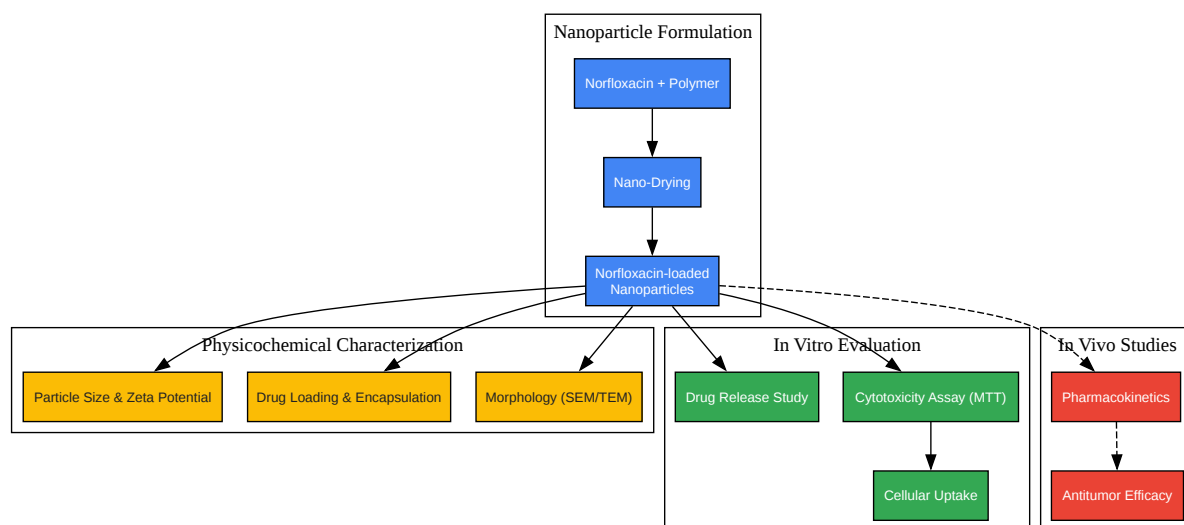 Nanoparticle Formulation
Norfloxacin + Polymer
Nano-Drying
Norfloxacin-loaded
Nanoparticles
Physicochemical Characterization
Particle Size & Zeta Potential
Drug Loading & Encapsulation
Morphology (SEM/TEM)
In Vitro Evaluation
Drug Release Study
Cytotoxicity Assay (MTT)
Cellular Uptake
In Vivo Studies
Pharmacokinetics
Antitumor Efficacy